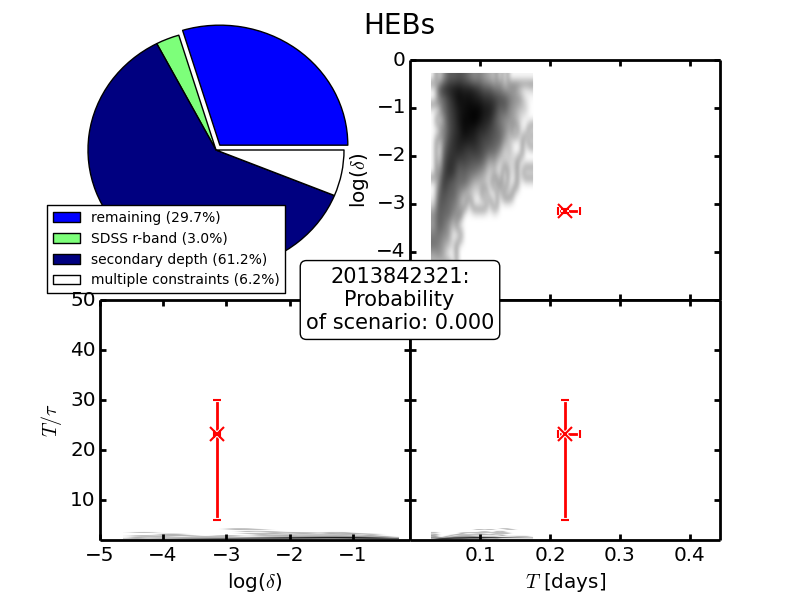 HEBs
remaining (29.7%)
SDSS r-band (3.0%)
secondary depth (61.2%)
multiple constraints (6.2%)
0
−1
−2
−3
−4
log(δ)
2013842321:
Probability
of scenario: 0.000
50
40
30
20
10
T/τ
−5 −4 −3 −2 −1
log(δ)
0.1 0.2 0.3 0.4
T [days]